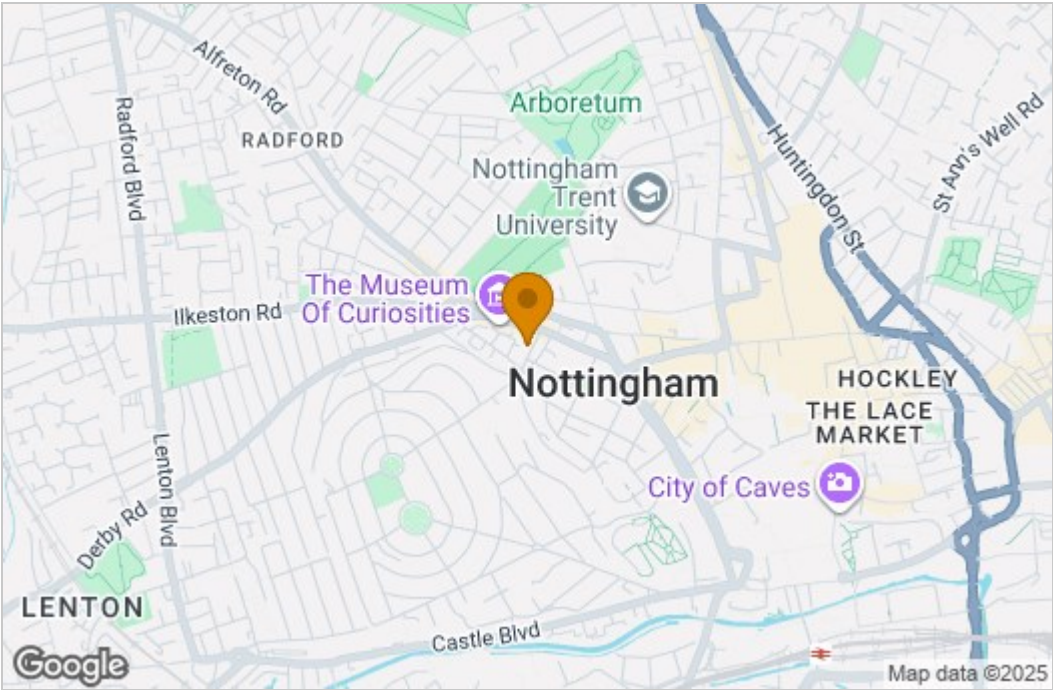 Alfreton Rd
Radford Blvd
RADFORD
Arboretum
Nottingham
Trent
University
Huntingdon St
St Ann's Well Rd
The Museum
Of Curiosities
Ilkeston Rd
Nottingham
HOCKLEY
THE LACE
MARKET
City of Caves
Lenton Blvd
Derby Rd
LENTON
Castle Blvd
Google
Map data ©2025